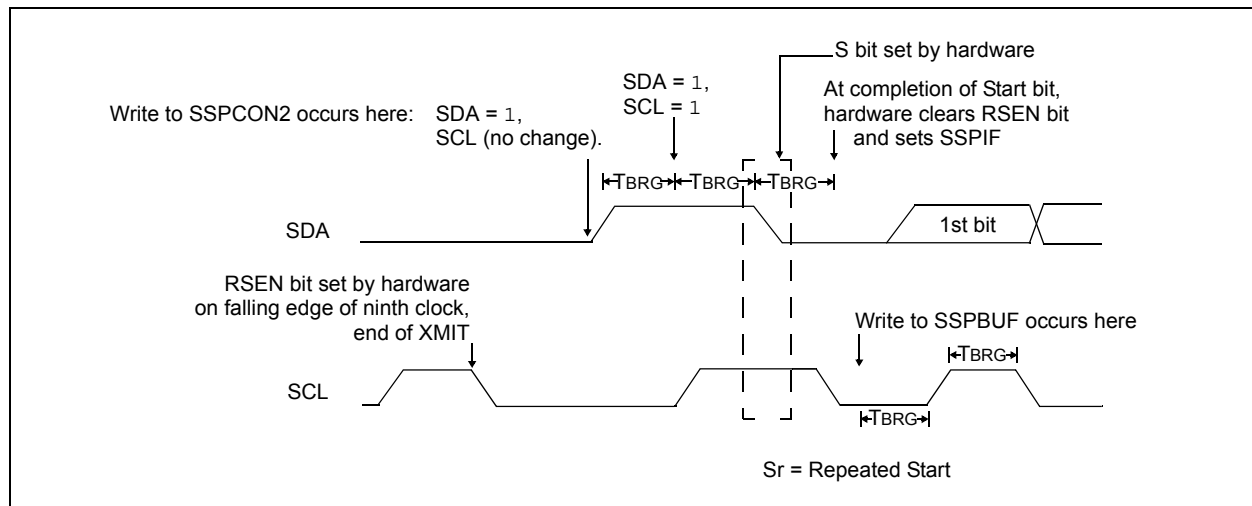 S bit set by hardware
SDA = 1,
SCL = 1
At completion of Start bit,
hardware clears RSEN bit
and sets SSPIF
Write to SSPCON2 occurs here:
SDA = 1,
SCL (no change).
TBRG
TBRG
TBRG
SDA
1st bit
RSEN bit set by hardware
on falling edge of ninth clock,
end of XMIT
Write to SSPBUF occurs here
TBRG
SCL
TBRG
Sr = Repeated Start